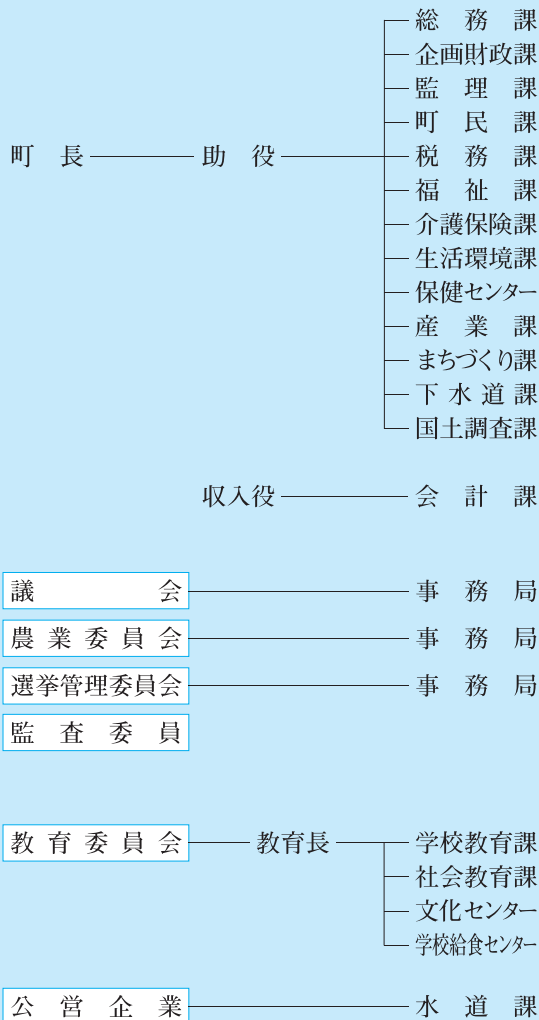 総務課
企画財政課
監理課
町民課
町長 助役 税務課
福祉課
介護保険課
生活環境課
保健センター
産業課
まちづくり課
下水道課
国土調査課
収入役 会計課
議会 事務局
農業委員会 事務局
選挙管理委員会 事務局
監査委員
教育委員会 教育長 学校教育課
社会教育課
文化センター
学校給食センター
公営企業 水道課